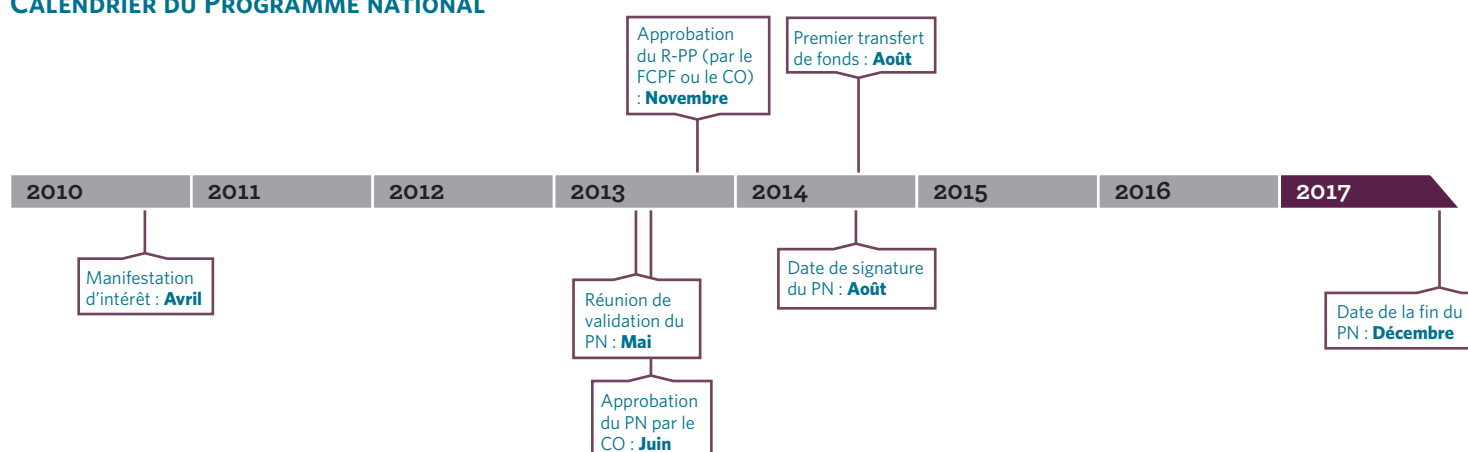 CALENDRIER DU PROGRAMME NATIONAL
Approbation
du R-PP (par le
FCPF ou le CO)
: Novembre
Premier transfert
de fonds : Août
2010
2011
2012
2013
2014
2015
2016
2017
Manifestation
d'intérêt : Avril
Réunion de
validation du
PN : Mai
Approbation
du PN par le
CO : Juin
Date de signature
du PN : Août
Date de la fin du
PN : Décembre